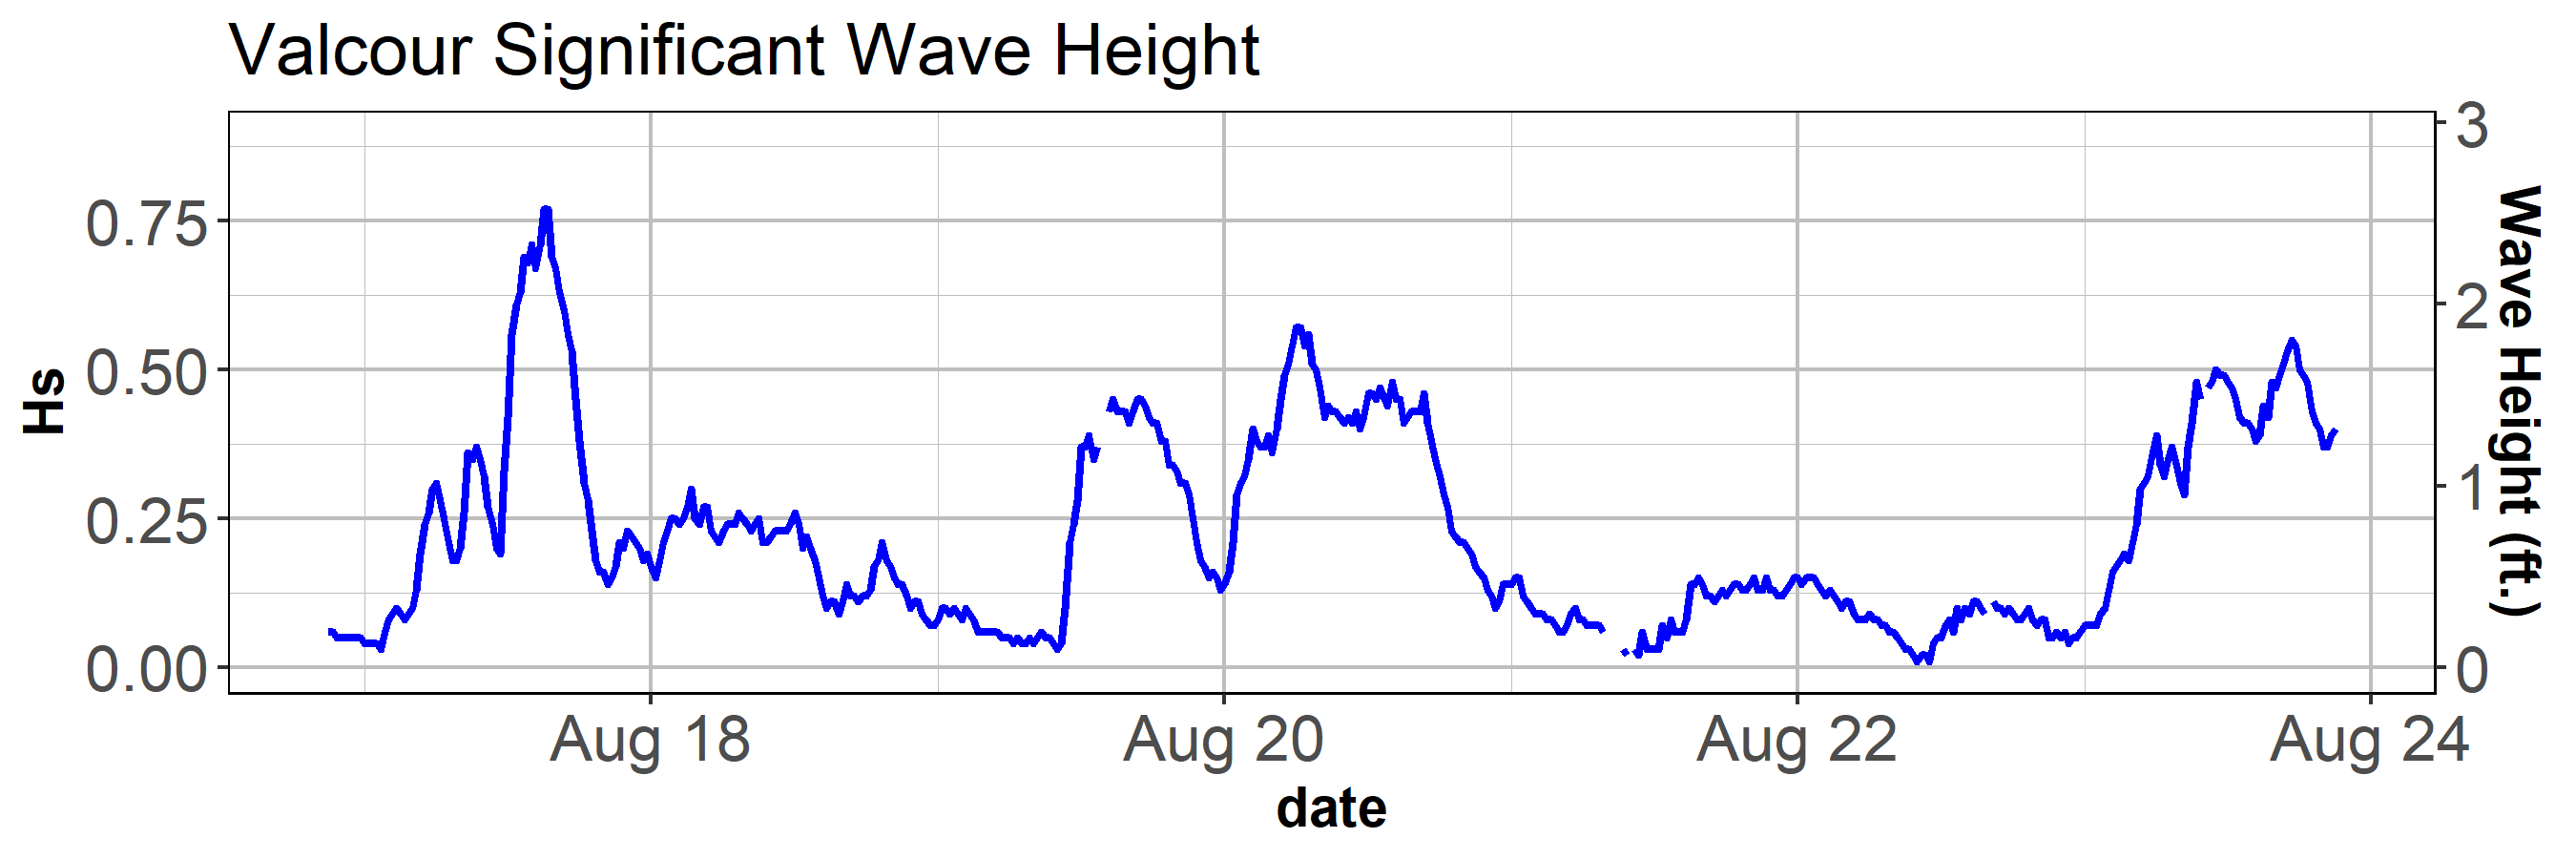 Valcour Significant Wave Height
Hs
0.75
0.50
0.25
0.00
3
2
1
0
Wave Height (ft.)
Aug 18
Aug 20
Aug 22
Aug 24
date